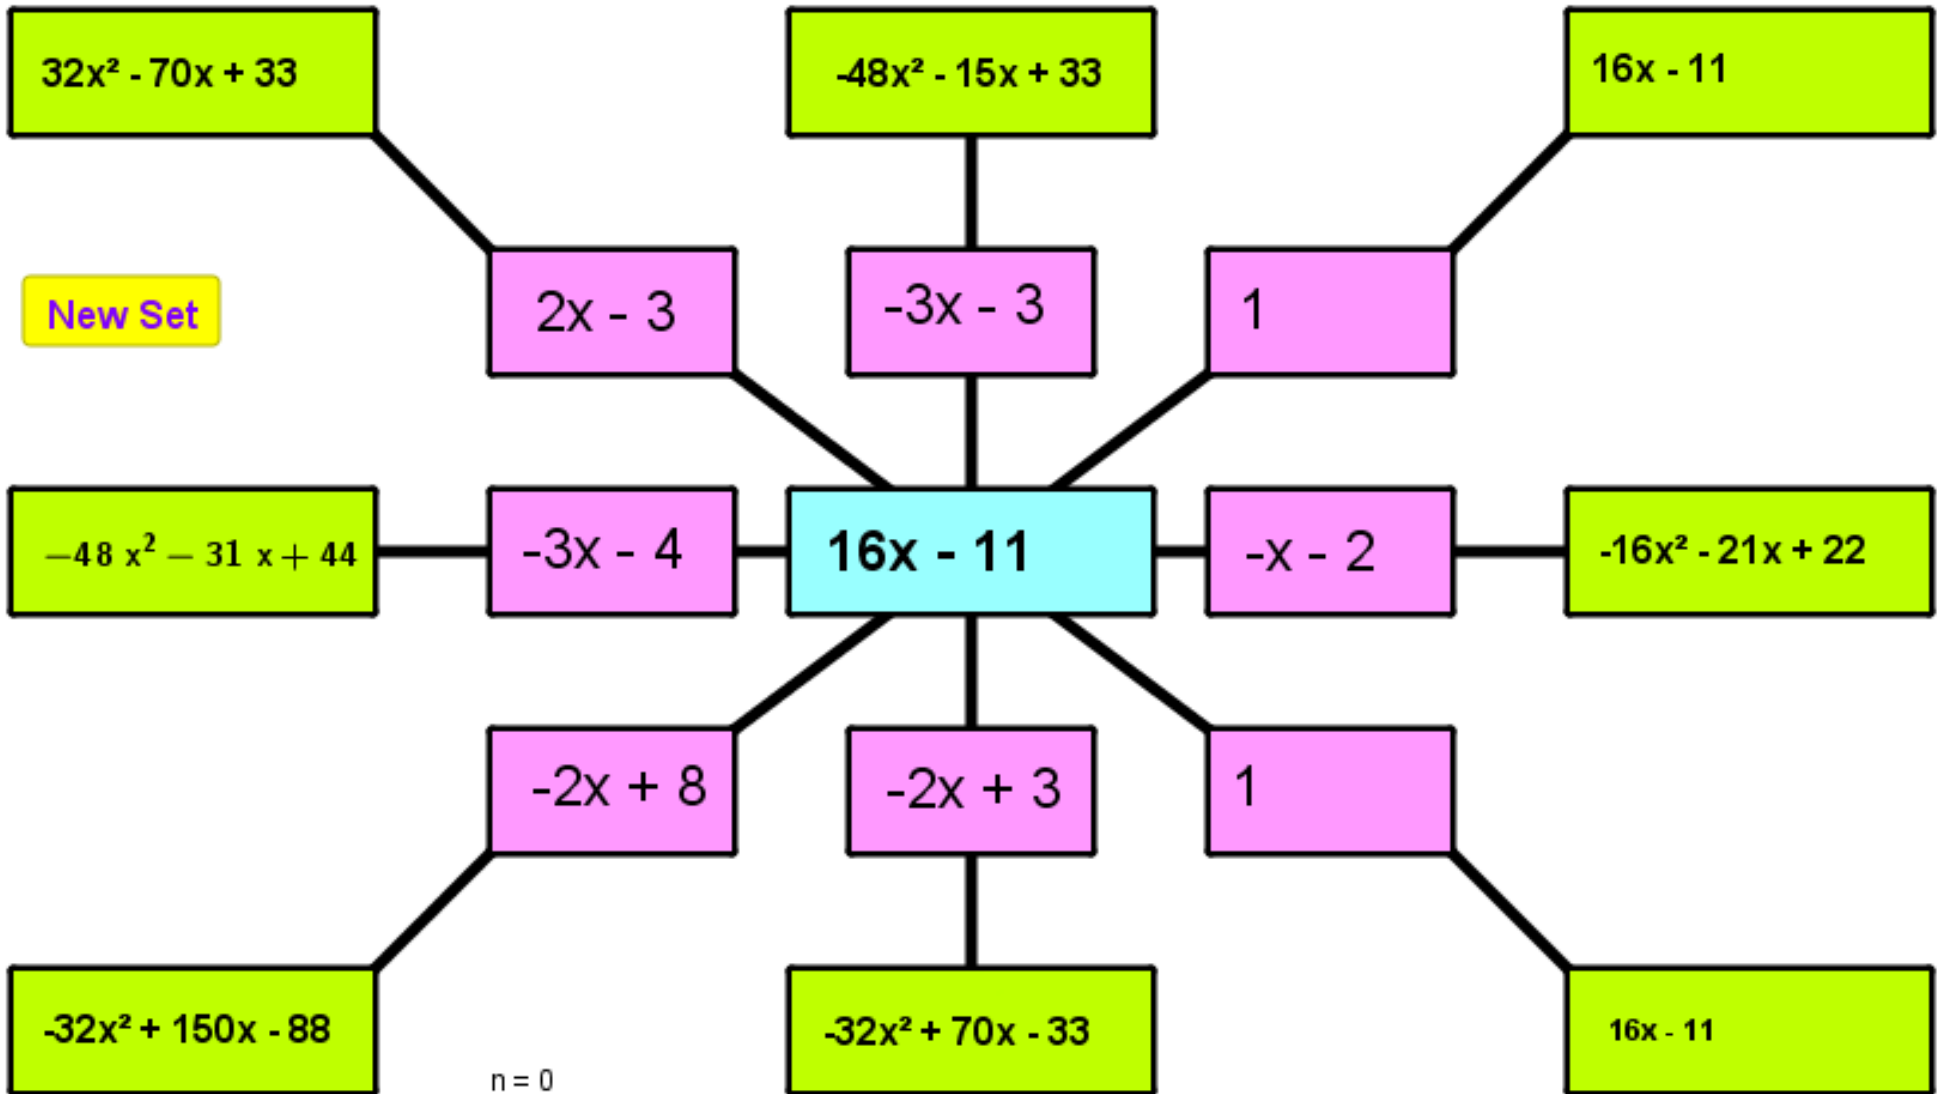 32x² - 70x + 33
-48x² - 15x + 33
16x - 11
New Set
2x - 3
-3x - 3
1
−48 x² − 31 x + 44
-3x - 4
16x - 11
-x - 2
-16x² - 21x + 22
-2x + 8
-2x + 3
1
-32x² + 150x - 88
-32x² + 70x - 33
16x - 11
n = 0